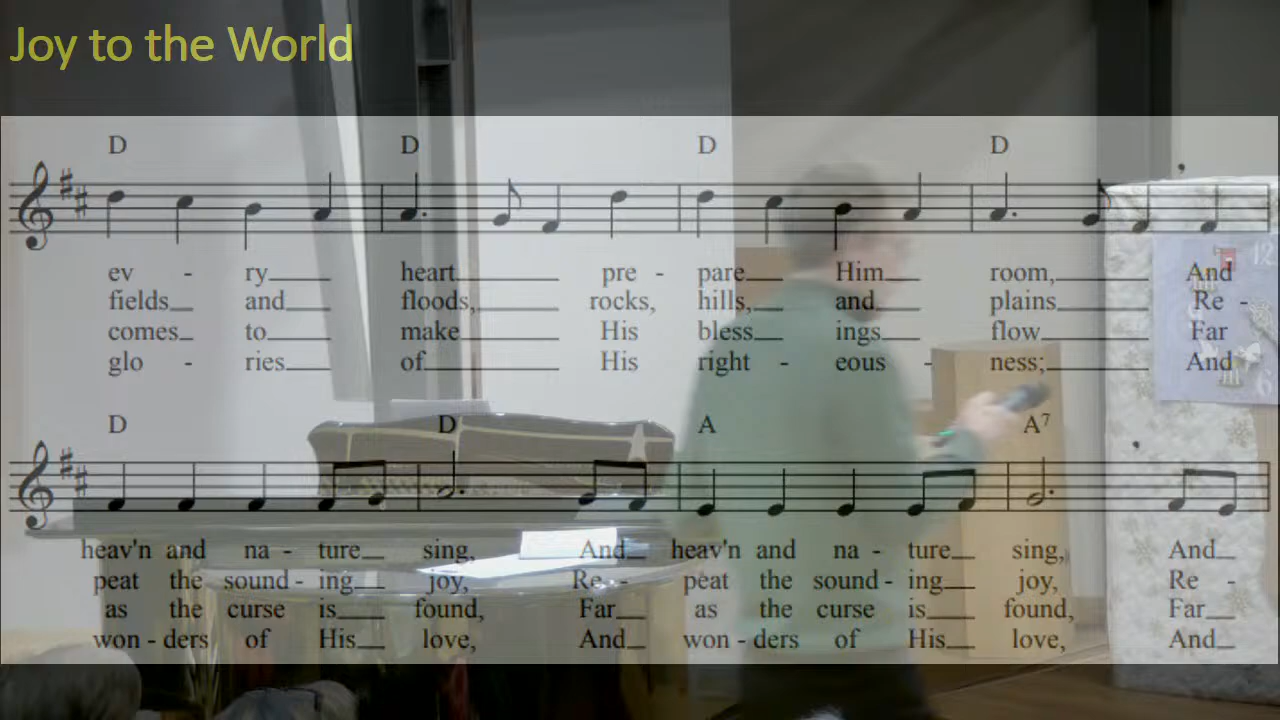 Joy to the World
D D D D
ev - ry heart pre - pare Him room, And
fields and floods, rocks, hills, and plains Re -
comes to make His bless ings flow Far
glo - ries of His right - eous - ness; And
D D A A7
heav'n and na - ture sing, And heav'n and na - ture sing, And
peat the sound - ing joy, Re - peat the sound - ing joy, Re -
as the curse is found, Far as the curse is found, Far
won - ders of His love, And won - ders of His love, And
12
6